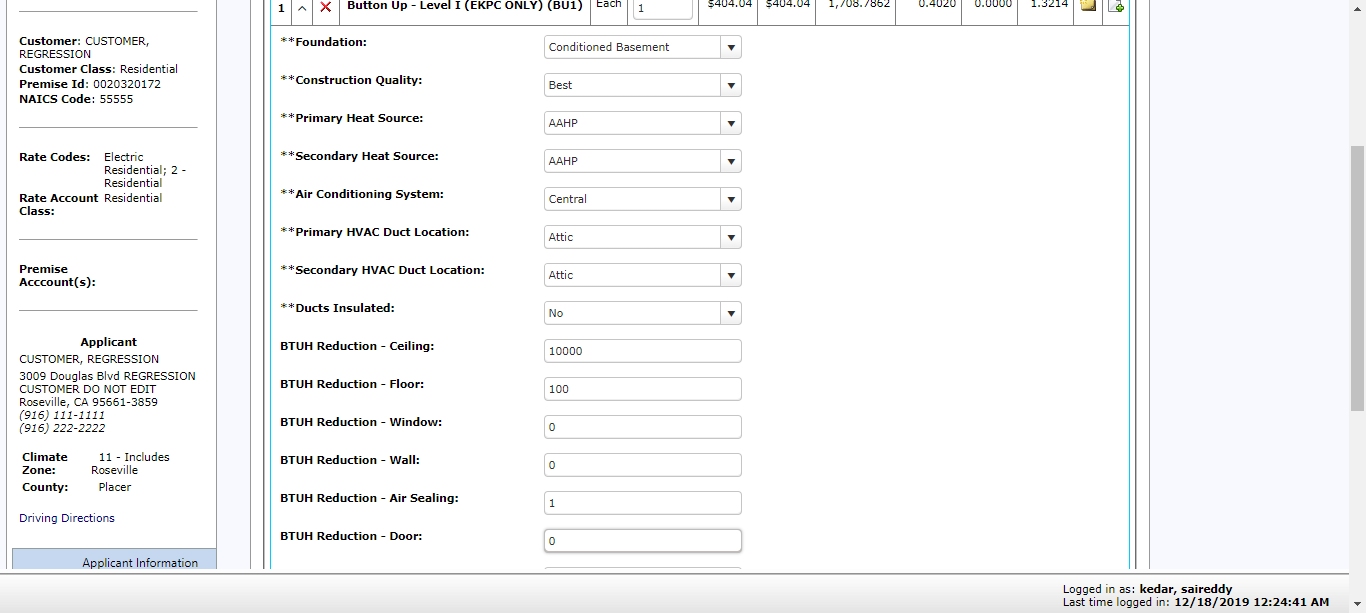 Customer: CUSTOMER,
REGRESSION
Customer Class: Residential
Premise Id: 0020320172
NAICS Code: 55555
Rate Codes: Electric
Residential; 2 -
Residential
Rate Account Residential
Class:
Premise
Acccount(s):
Applicant
CUSTOMER, REGRESSION
3009 Douglas Blvd REGRESSION
CUSTOMER DO NOT EDIT
Roseville, CA 95661-3859
(916) 111-1111
(916) 222-2222
Climate 11 - Includes
Zone: Roseville
County: Placer
Driving Directions
Applicant Information
1 Button Up - Level I (EKPC ONLY) (BU1) Each 1 $404.04 $404.04 1,708.7862 0.4020 0.0000 1.3214
**Foundation: Conditioned Basement
**Construction Quality: Best
**Primary Heat Source: AAHP
**Secondary Heat Source: AAHP
**Air Conditioning System: Central
**Primary HVAC Duct Location: Attic
**Secondary HVAC Duct Location: Attic
**Ducts Insulated: No
BTUH Reduction - Ceiling: 10000
BTUH Reduction - Floor: 100
BTUH Reduction - Window: 0
BTUH Reduction - Wall: 0
BTUH Reduction - Air Sealing: 1
BTUH Reduction - Door: 0
Logged in as: kedar, saireddy
Last time logged in: 12/18/2019 12:24:41 AM